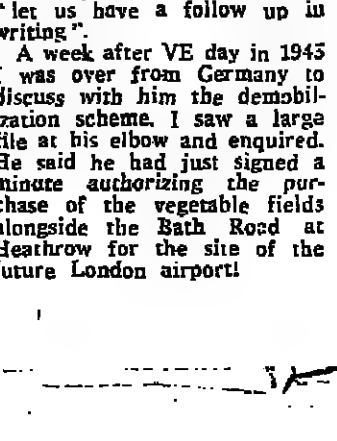 "let us have a follow up in
writing".
A week after VE day in 1945
I was over from Germany to
discuss with him the demobil-
ization scheme. I saw a large
file at his elbow and enquired.
He said he had just signed a
minute authorizing the pur-
chase of the vegetable fields
alongside the Bath Road at
Heathrow for the site of the
future London airport!